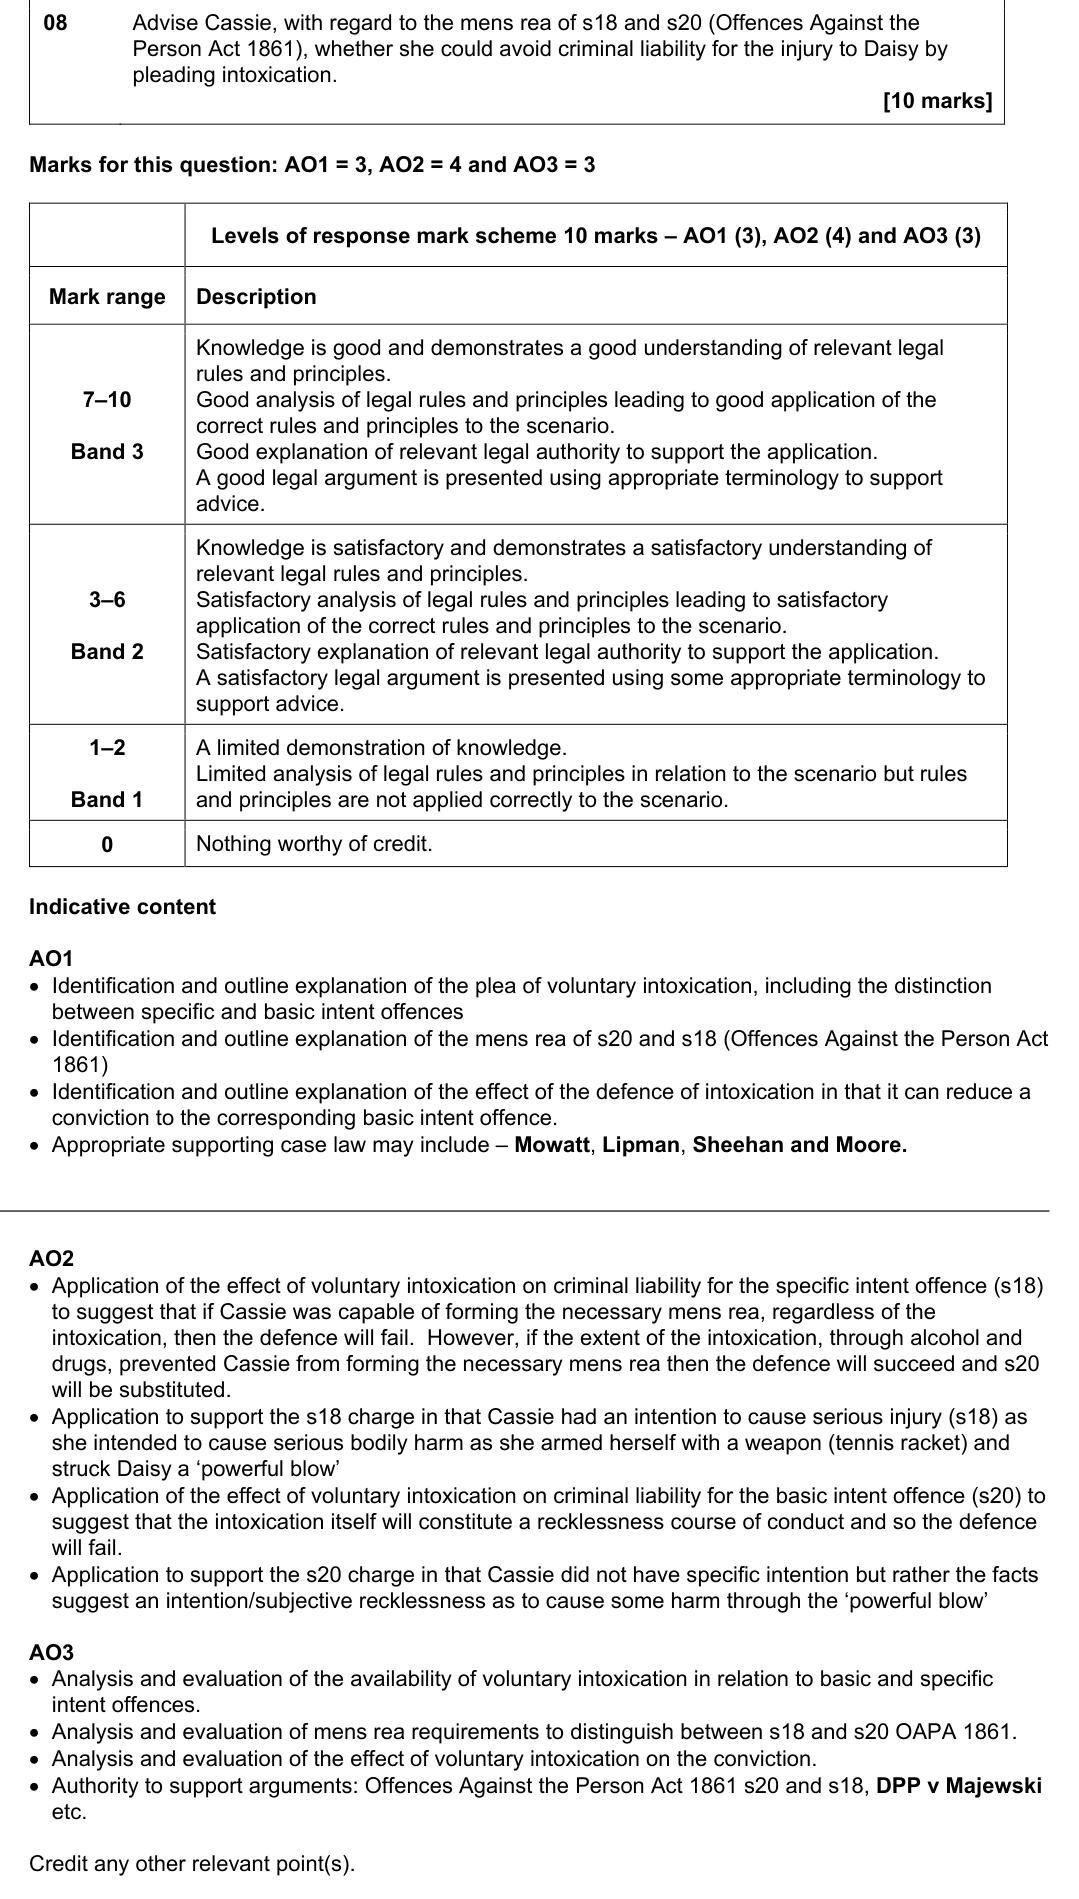 08
Advise Cassie, with regard to the mens rea of s18 and s20 (Offences Against the
Person Act 1861), whether she could avoid criminal liability for the injury to Daisy by
pleading intoxication.
[10 marks]
Marks for this question: AO1 = 3, AO2 = 4 and AO3 = 3
Levels of response mark scheme 10 marks – AO1 (3), AO2 (4) and AO3 (3)
Mark range
Description
7–10
Band 3
Knowledge is good and demonstrates a good understanding of relevant legal
rules and principles.
Good analysis of legal rules and principles leading to good application of the
correct rules and principles to the scenario.
Good explanation of relevant legal authority to support the application.
A good legal argument is presented using appropriate terminology to support
advice.
3–6
Band 2
Knowledge is satisfactory and demonstrates a satisfactory understanding of
relevant legal rules and principles.
Satisfactory analysis of legal rules and principles leading to satisfactory
application of the correct rules and principles to the scenario.
Satisfactory explanation of relevant legal authority to support the application.
A satisfactory legal argument is presented using some appropriate terminology to
support advice.
1–2
Band 1
A limited demonstration of knowledge.
Limited analysis of legal rules and principles in relation to the scenario but rules
and principles are not applied correctly to the scenario.
0
Nothing worthy of credit.
Indicative content
AO1
• Identification and outline explanation of the plea of voluntary intoxication, including the distinction
between specific and basic intent offences
• Identification and outline explanation of the mens rea of s20 and s18 (Offences Against the Person Act
1861)
• Identification and outline explanation of the effect of the defence of intoxication in that it can reduce a
conviction to the corresponding basic intent offence.
• Appropriate supporting case law may include – Mowatt, Lipman, Sheehan and Moore.
AO2
• Application of the effect of voluntary intoxication on criminal liability for the specific intent offence (s18)
to suggest that if Cassie was capable of forming the necessary mens rea, regardless of the
intoxication, then the defence will fail. However, if the extent of the intoxication, through alcohol and
drugs, prevented Cassie from forming the necessary mens rea then the defence will succeed and s20
will be substituted.
• Application to support the s18 charge in that Cassie had an intention to cause serious injury (s18) as
she intended to cause serious bodily harm as she armed herself with a weapon (tennis racket) and
struck Daisy a ‘powerful blow’
• Application of the effect of voluntary intoxication on criminal liability for the basic intent offence (s20) to
suggest that the intoxication itself will constitute a recklessness course of conduct and so the defence
will fail.
• Application to support the s20 charge in that Cassie did not have specific intention but rather the facts
suggest an intention/subjective recklessness as to cause some harm through the ‘powerful blow’
AO3
• Analysis and evaluation of the availability of voluntary intoxication in relation to basic and specific
intent offences.
• Analysis and evaluation of mens rea requirements to distinguish between s18 and s20 OAPA 1861.
• Analysis and evaluation of the effect of voluntary intoxication on the conviction.
• Authority to support arguments: Offences Against the Person Act 1861 s20 and s18, DPP v Majewski
etc.
Credit any other relevant point(s).